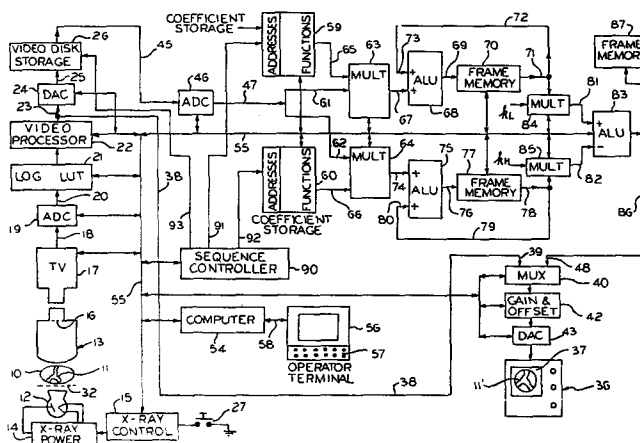 VIDEO DISK
STORAGE
26
45
25
24
DAC
23
VIDEO
PROCESSOR
22
21
LOG LUT
20
19
ADC
18
TV
17
16
13
10
11
32
12
14
X-RAY
POWER
15
X-RAY
CONTROL
27
55
38
93
91
92
SEQUENCE
CONTROLLER
90
COMPUTER
54
58
56
57
OPERATOR
TERMINAL
38
46
ADC
47
55
COEFFICIENT
STORAGE
ADDRESSES
FUNCTIONS
59
65
61
62
ADDRESSES
FUNCTIONS
60
66
COEFFICIENT
STORAGE
63
MULT
67
MULT
64
74
80
72
73
ALU
68
69
70
FRAME
MEMORY
71
75
ALU
76
77
FRAME
MEMORY
78
79
kL
MULT
84
81
kH
85
MULT
82
ALU
83
87
FRAME
MEMORY
86
39
48
MUX
40
GAIN &
OFFSET
42
DAC
43
37
11'
36